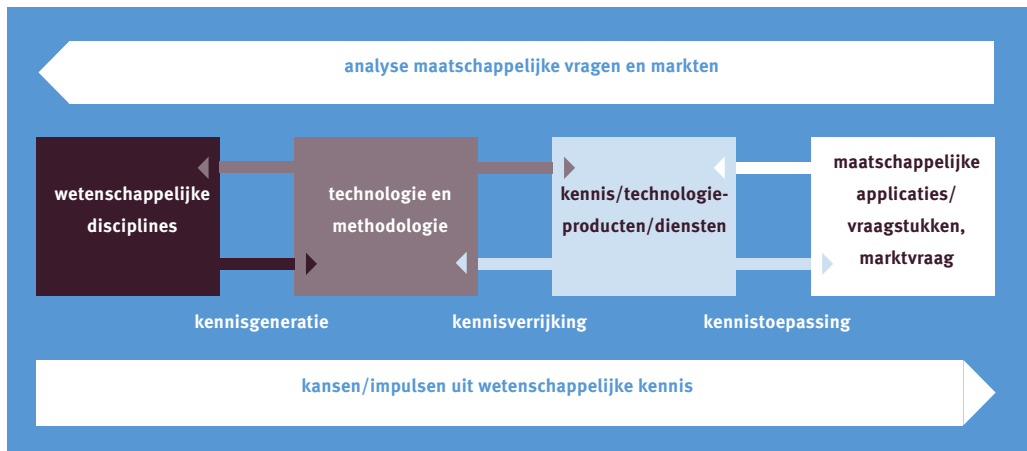 analyse maatschappelijke vragen en markten
wetenschappelijke
disciplines
technologie en
methodologie
kennis/technologie-
producten/diensten
maatschappelijke
applicaties/
vraagstukken,
marktvraag
kennisgeneratie
kennisverrijking
kennistoepassing
kansen/impulsen uit wetenschappelijke kennis